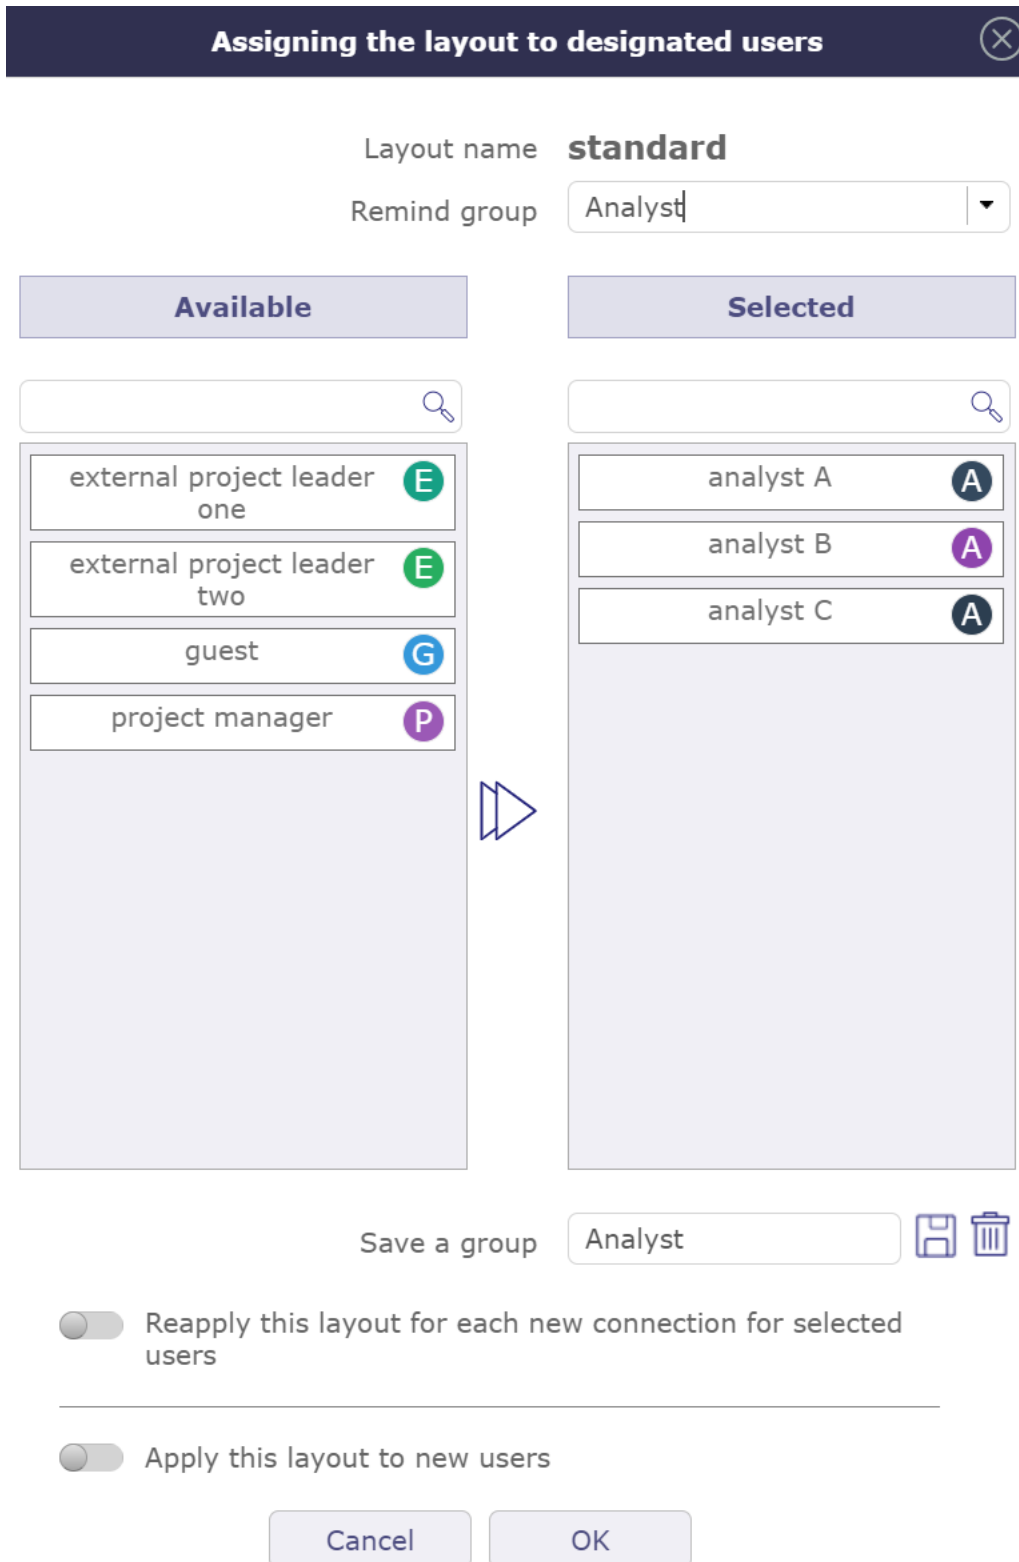 Assigning the layout to designated users
Layout name standard
Remind group Analyst
Available
Selected
external project leader
one
E
external project leader
two
E
guest G
project manager P
analyst A A
analyst B A
analyst C A
Save a group Analyst
Reapply this layout for each new connection for selected
users
Apply this layout to new users
Cancel OK